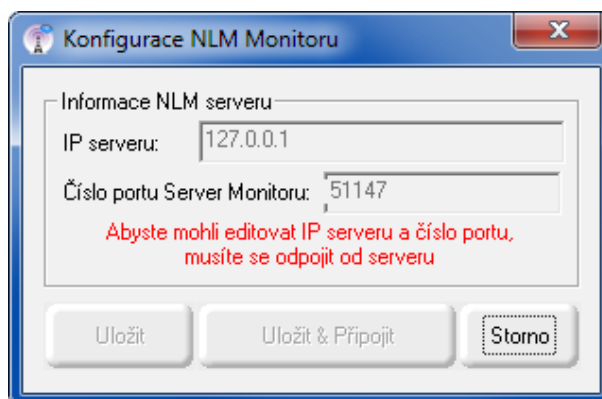 Konfigurace NLM Monitoru
Informace NLM serveru
IP serveru: 127.0.0.1
Číslo portu Server Monitoru: 51147
Abyste mohli editovat IP serveru a číslo portu,
musíte se odpojit od serveru
Uložit Uložit & Připojit Storno